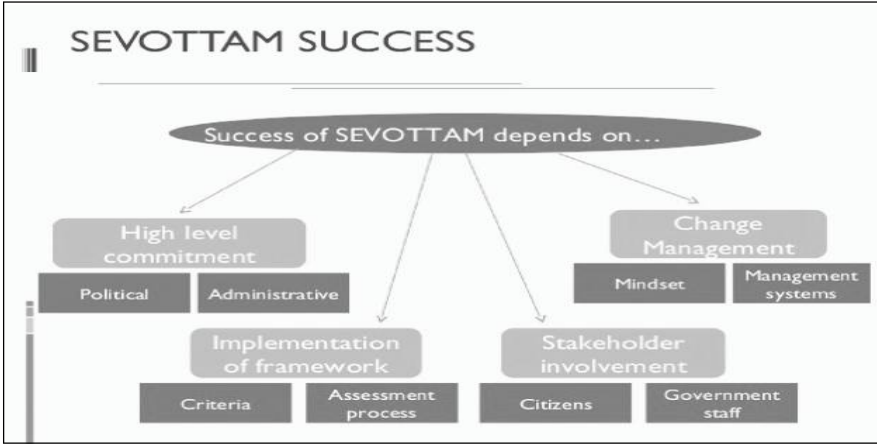 SEVOTTAM SUCCESS
Success of SEVOTTAM depends on...
High level
commitment
Political
Administrative
Change
Management
Mindset
Management
systems
Implementation
of framework
Criteria
Assessment
process
Stakeholder
involvement
Citizens
Government
staff